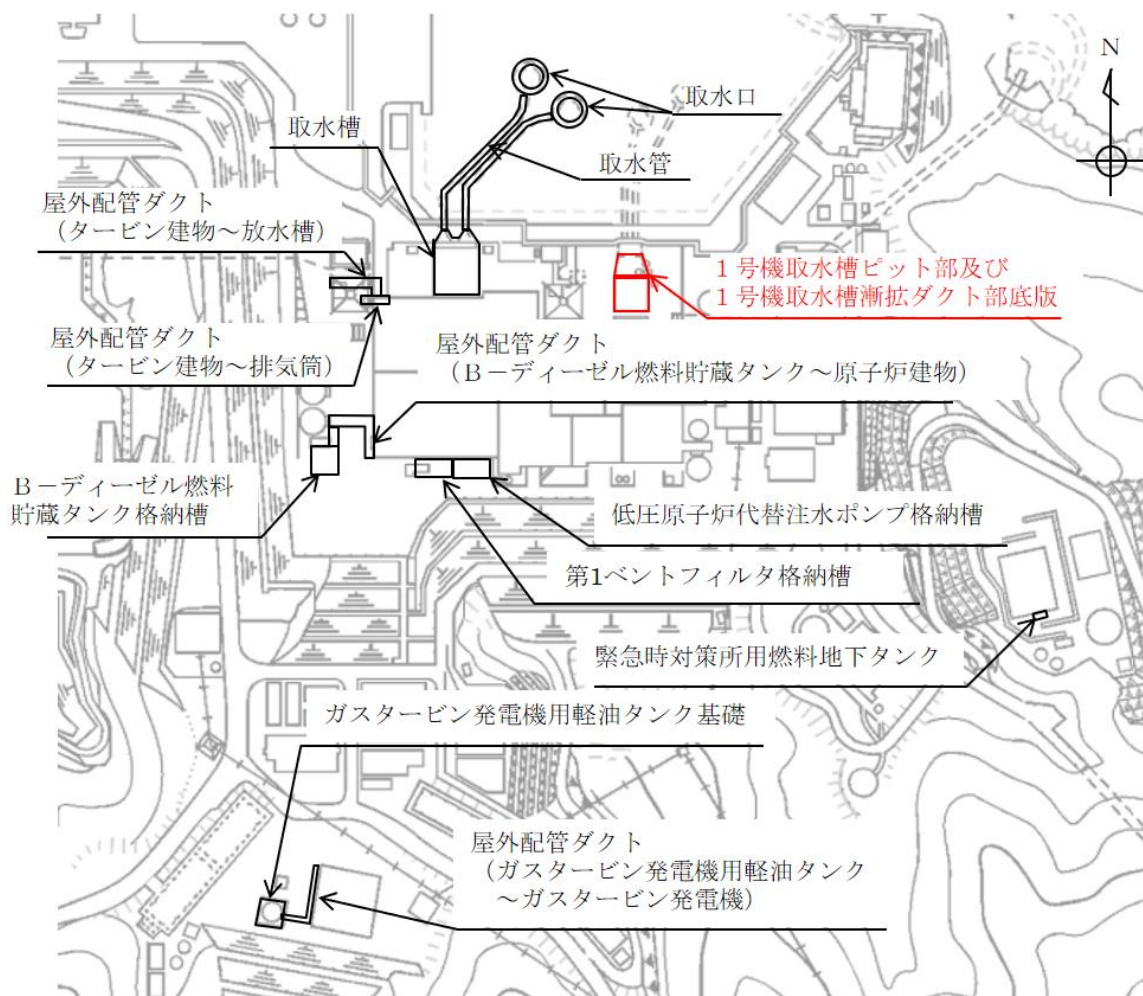 N
取水口
取水槽
取水管
屋外配管ダクト
（タービン建物～放水槽）
１号機取水槽ピット部及び
１号機取水槽漸拡ダクト部底版
屋外配管ダクト
（タービン建物～排気筒）
屋外配管ダクト
（Ｂ－ディーゼル燃料貯蔵タンク～原子炉建物）
Ｂ－ディーゼル燃料
貯蔵タンク格納槽
低圧原子炉代替注水ポンプ格納槽
第1ベントフィルタ格納槽
緊急時対策所用燃料地下タンク
ガスタービン発電機用軽油タンク基礎
屋外配管ダクト
（ガスタービン発電機用軽油タンク
～ガスタービン発電機）